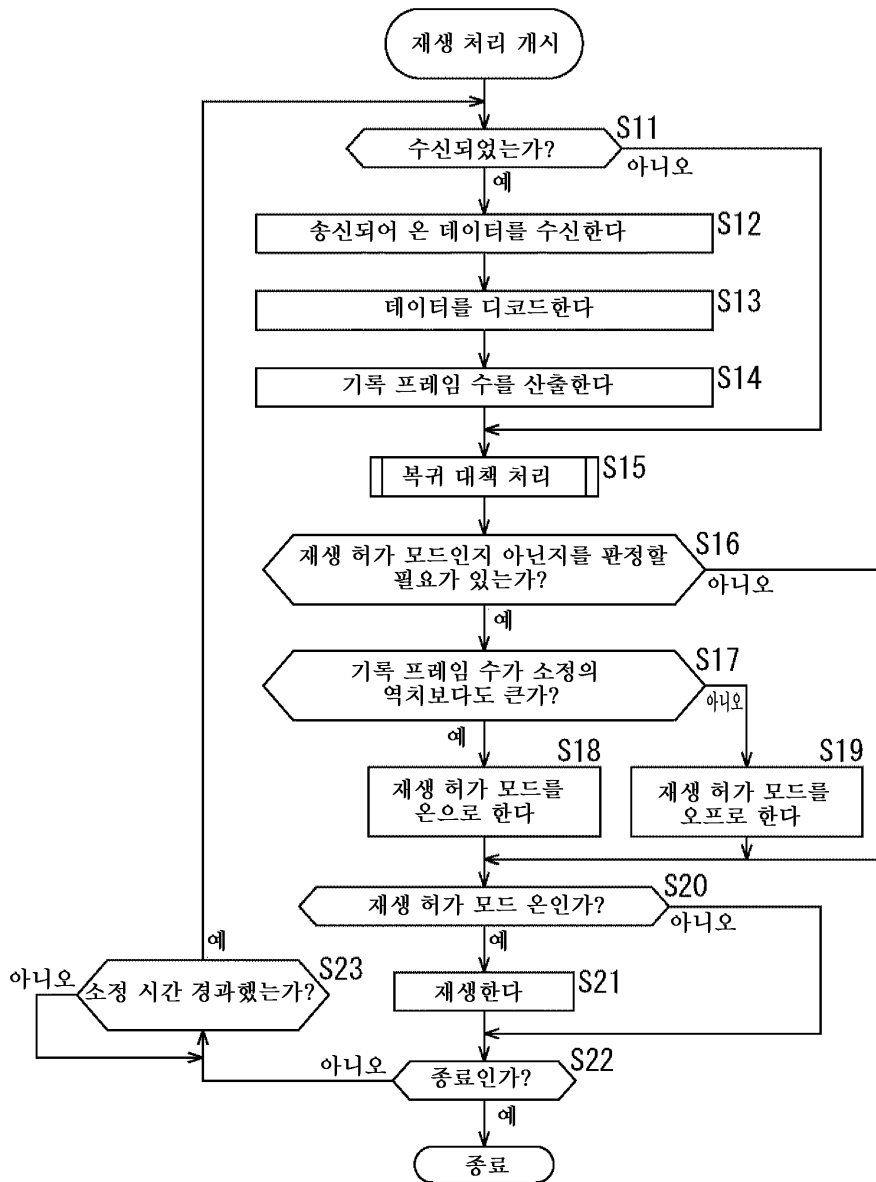 재생 처리 개시
S11
수신되었는가?
아니오
예
S12
송신되어 온 데이터를 수신한다
S13
데이터를 디코드한다
S14
기록 프레임 수를 산출한다
S15
복귀 대책 처리
S16
재생 허가 모드인지 아닌지를 판정할
필요가 있는가?
아니오
예
S17
기록 프레임 수가 소정의
역치보다도 큰가?
아니오
예
S18
재생 허가 모드를
온으로 한다
S19
재생 허가 모드를
오프로 한다
S20
재생 허가 모드 온인가?
아니오
예
S21
재생한다
S22
종료인가?
아니오
예
S23
소정 시간 경과했는가?
아니오
예
종료